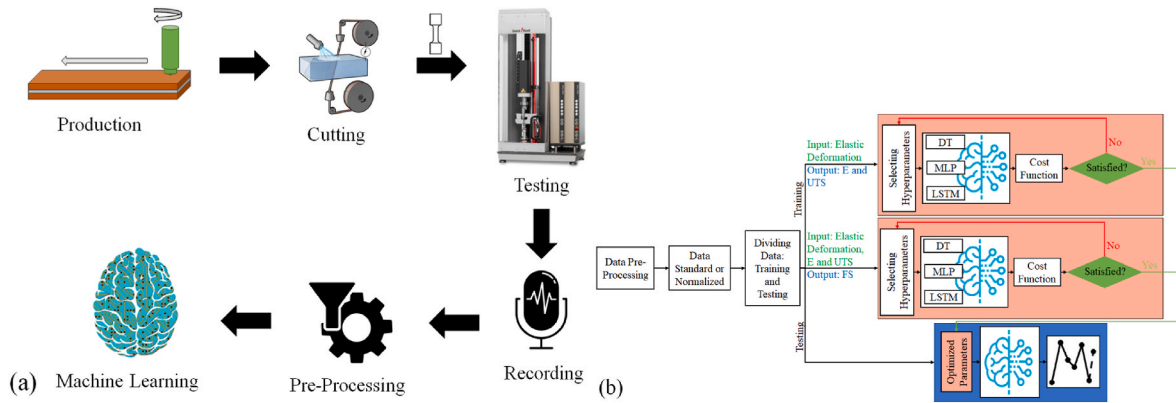 Production
Cutting
Testing
Recording
Pre-Processing
Machine Learning
(a)
(b)
Data Pre-
Processing
Data
Standard or
Normalized
Dividing
Data:
Training
and
Testing
Training
Testing
Input: Elastic
Deformation
Output: E and
UTS
Selecting
Hyperparameters
DT
MLP
LSTM
Cost
Function
Satisfied?
No
Yes
Input: Elastic
Deformation,
E and UTS
Output: FS
Selecting
Hyperparameters
DT
MLP
LSTM
Cost
Function
Satisfied?
No
Yes
Optimized
Parameters